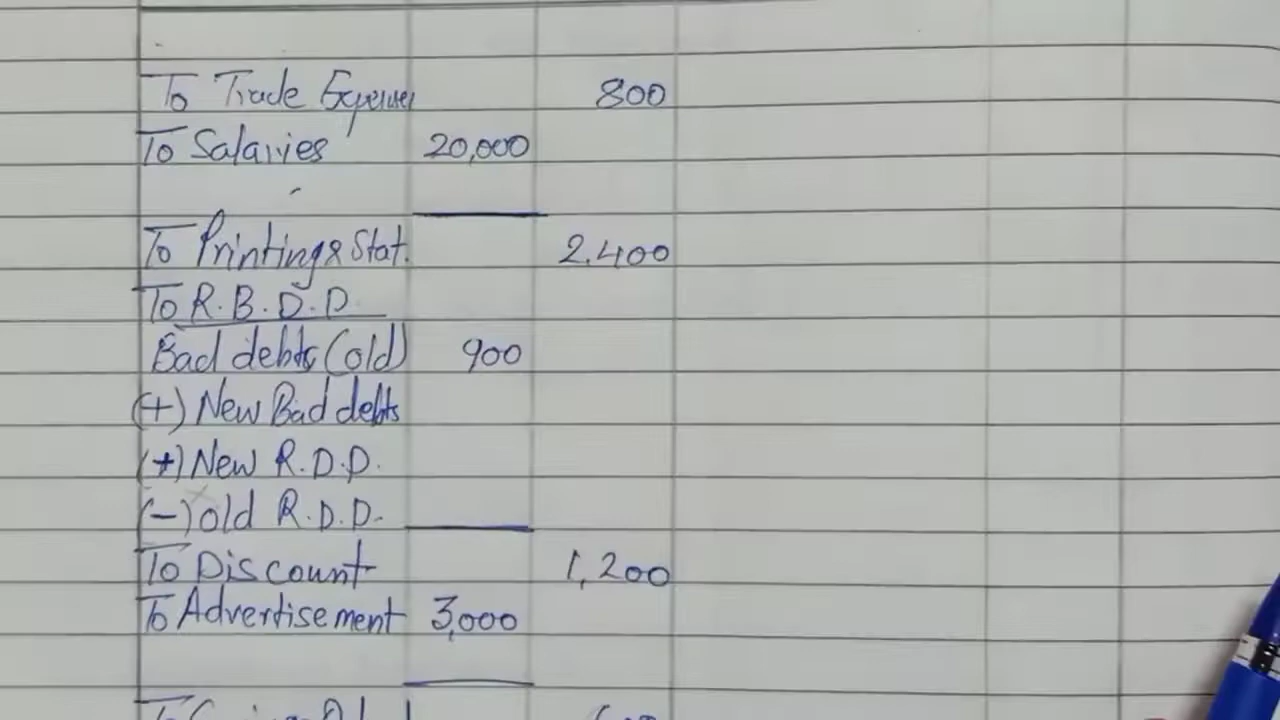 To Trade Expenses 800
To Salaries 20,000
To Printing & Stat. 2,400
To R.B.D.D.
Bad debts (old) 900
(+) New Bad debts
(+) New R.D.D.
(-) old R.D.D.
To Discount 1,200
To Advertisement 3,000
To